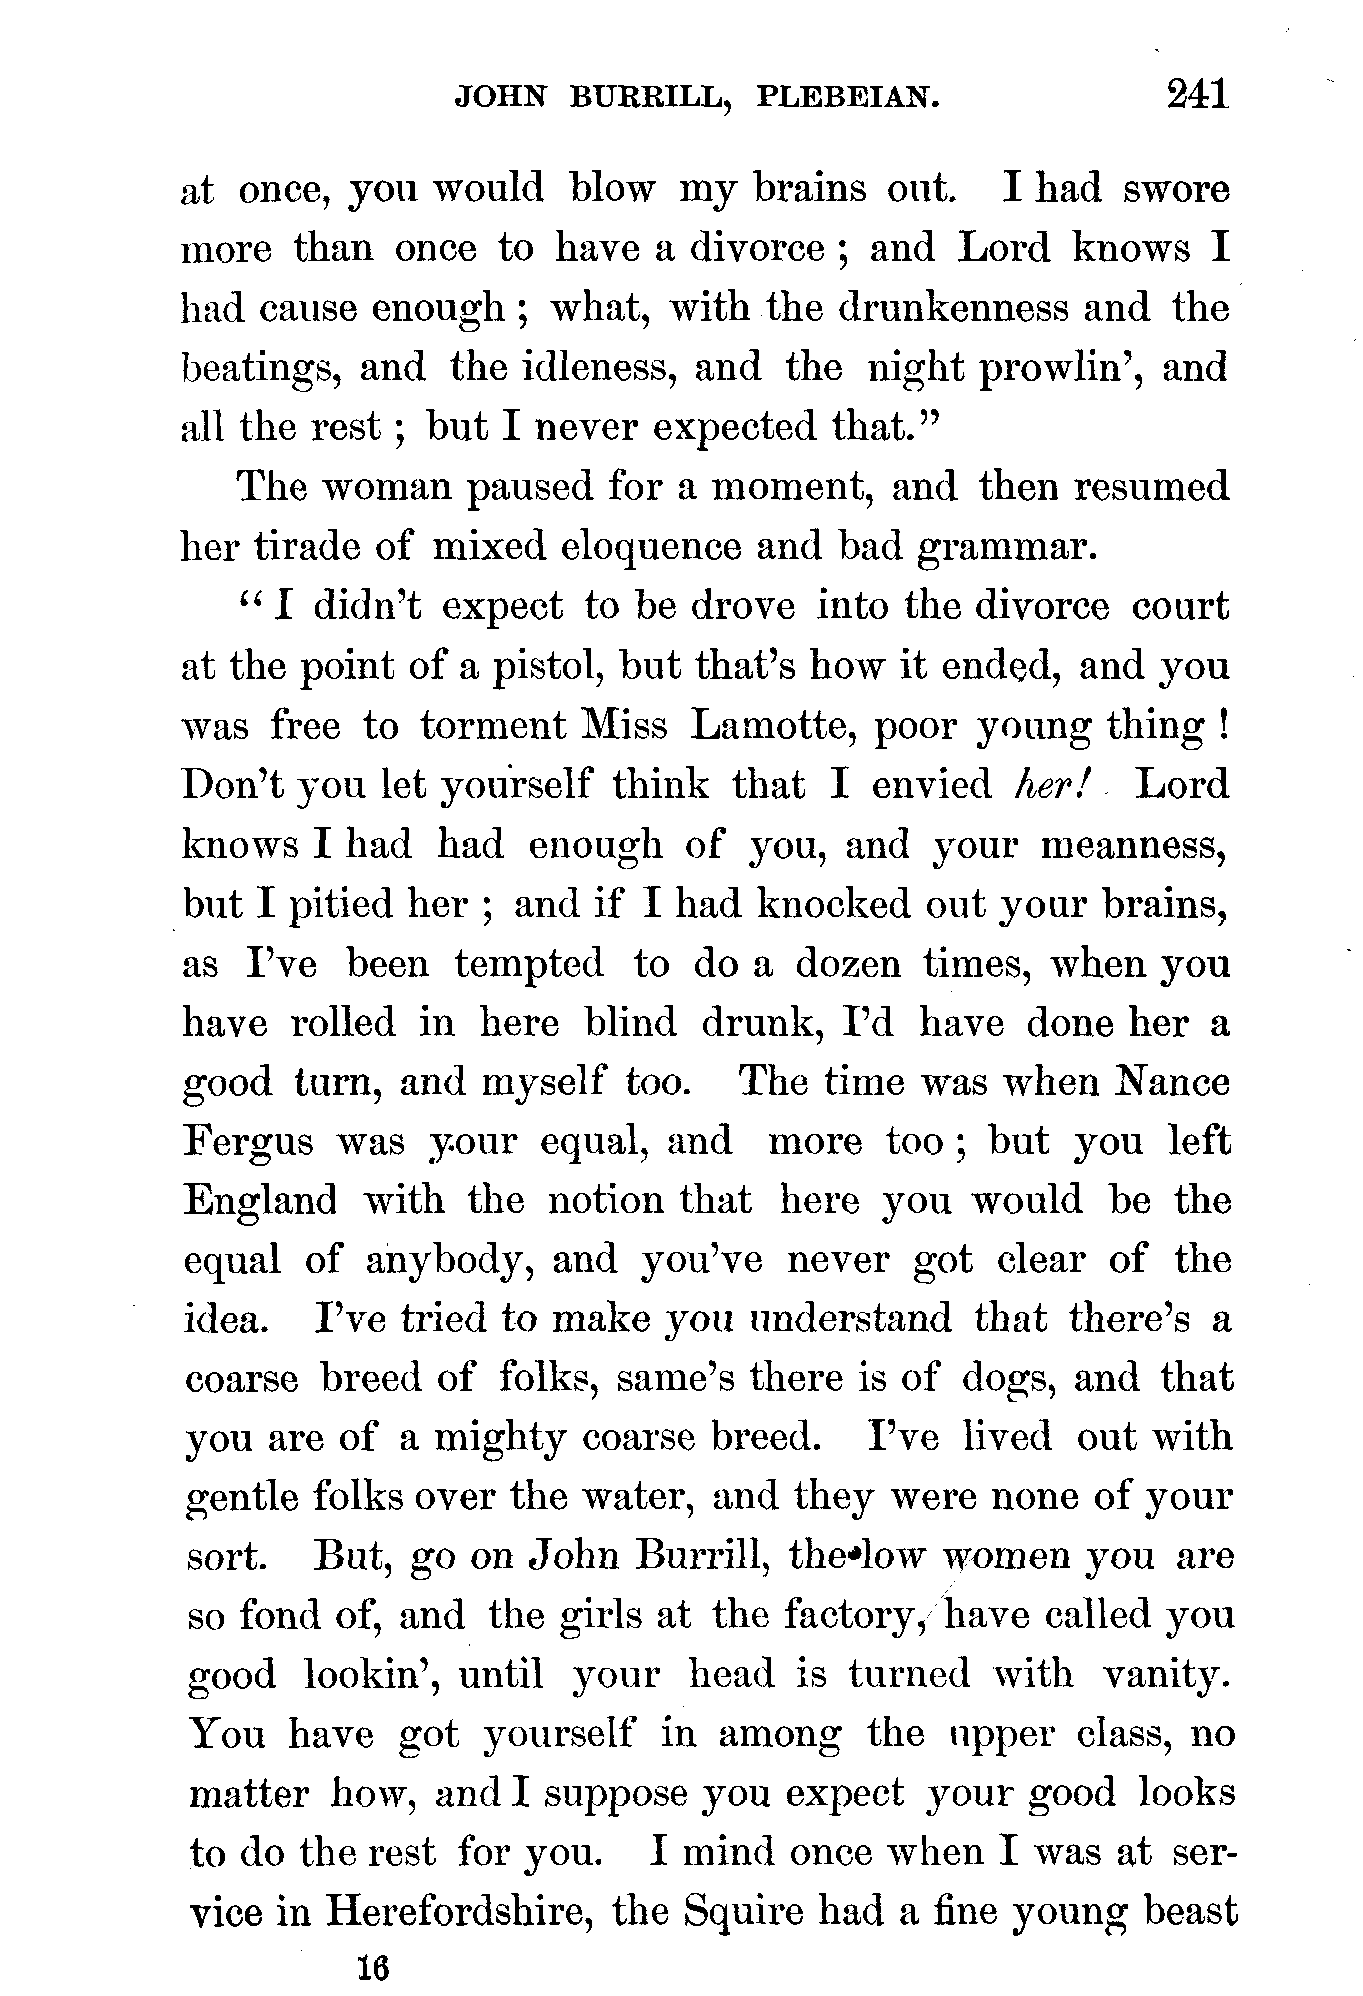 JOHN BURRILL, PLEBEIAN. 241
at once, you would blow my brains out. I had swore
more than once to have a divorce ; and Lord knows I
had cause enough ; what, with the drunkenness and the
beatings, and the idleness, and the night prowlin’, and
all the rest ; but I never expected that.”
The woman paused for a moment, and then resumed
her tirade of mixed eloquence and bad grammar.
“ I didn’t expect to be drove into the divorce court
at the point of a pistol, but that’s how it ended, and you
was free to torment Miss Lamotte, poor young thing !
Don’t you let yourself think that I envied her! Lord
knows I had had enough of you, and your meanness,
but I pitied her ; and if I had knocked out your brains,
as I’ve been tempted to do a dozen times, when you
have rolled in here blind drunk, I’d have done her a
good turn, and myself too. The time was when Nance
Fergus was your equal, and more too ; but you left
England with the notion that here you would be the
equal of anybody, and you’ve never got clear of the
idea. I’ve tried to make you understand that there’s a
coarse breed of folks, same’s there is of dogs, and that
you are of a mighty coarse breed. I’ve lived out with
gentle folks over the water, and they were none of your
sort. But, go on John Burrill, the low women you are
so fond of, and the girls at the factory, have called you
good lookin’, until your head is turned with vanity.
You have got yourself in among the upper class, no
matter how, and I suppose you expect your good looks
to do the rest for you. I mind once when I was at ser-
vice in Herefordshire, the Squire had a fine young beast
16